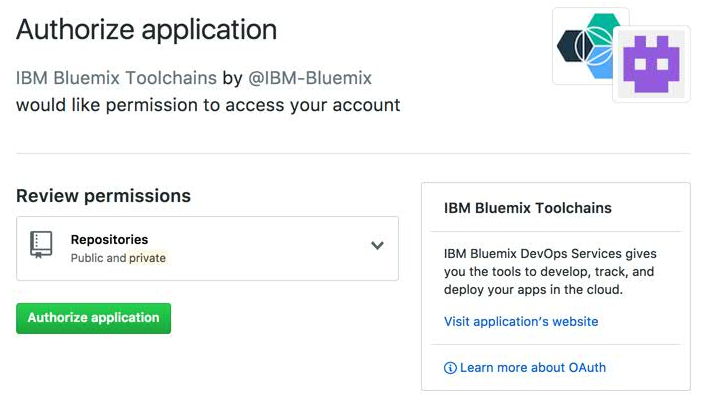 Authorize application
IBM Bluemix Toolchains by @IBM-Bluemix
would like permission to access your account
Review permissions
Repositories
Public and private
Authorize application
IBM Bluemix Toolchains
IBM Bluemix DevOps Services gives
you the tools to develop, track, and
deploy your apps in the cloud.
Visit application's website
Learn more about OAuth